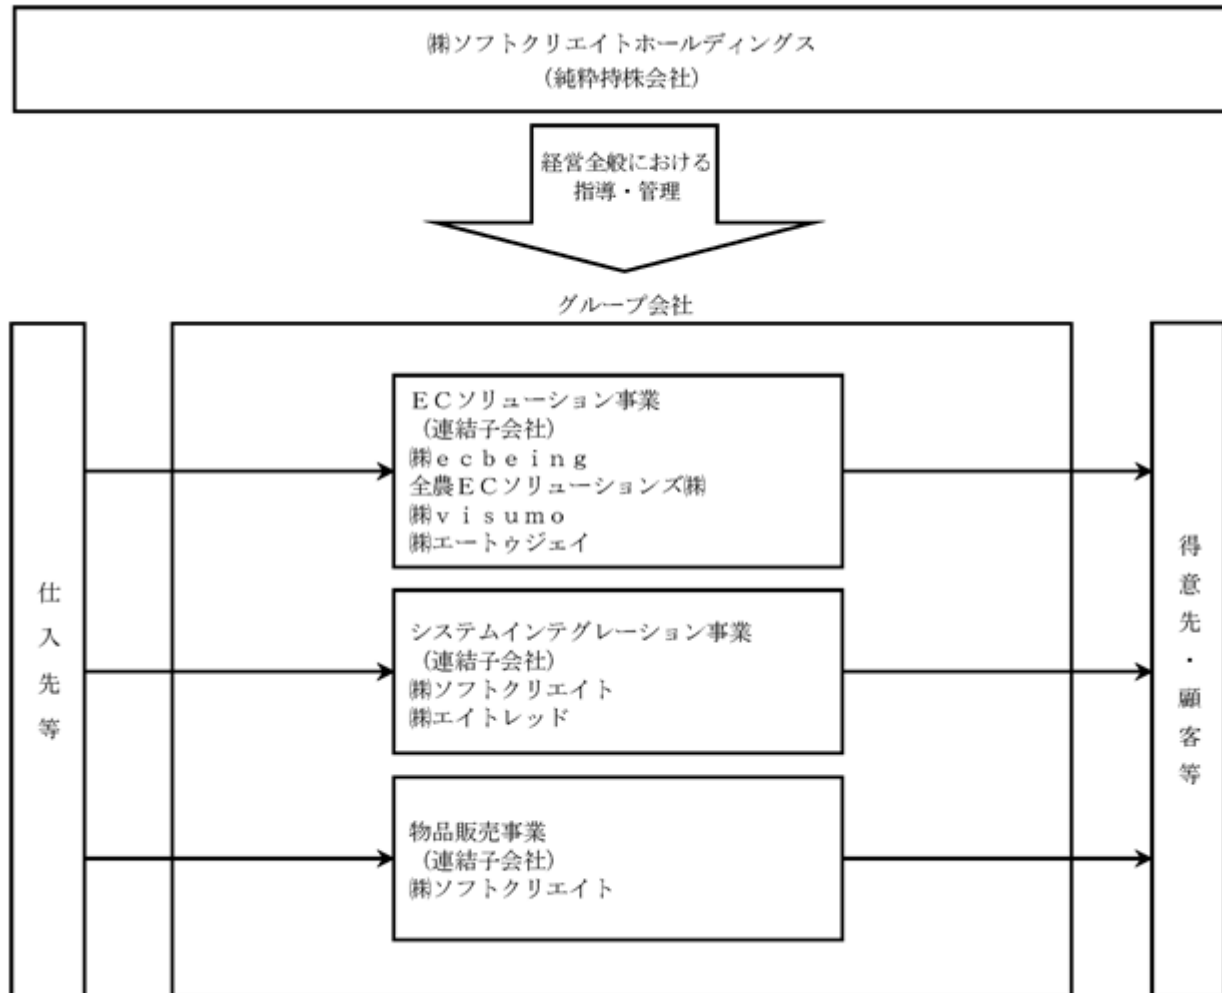 ㈱ソフトクリエイトホールディングス
(純粋持株会社)
経営全般における
指導・管理
グループ会社
仕入先等
ＥＣソリューション事業
（連結子会社）
㈱ｅｃｂｅｉｎｇ
全農ＥＣソリューションズ㈱
㈱ｖｉｓｕｍｏ
㈱エートゥジェイ
システムインテグレーション事業
（連結子会社）
㈱ソフトクリエイト
㈱エイトレッド
物品販売事業
（連結子会社）
㈱ソフトクリエイト
得意先・顧客等